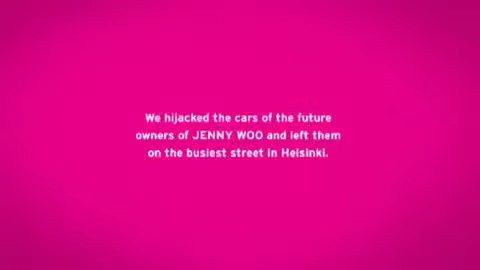 We hijacked the cars of the future
owners of JENNY WOO and left them
on the busiest street in Helsinki.